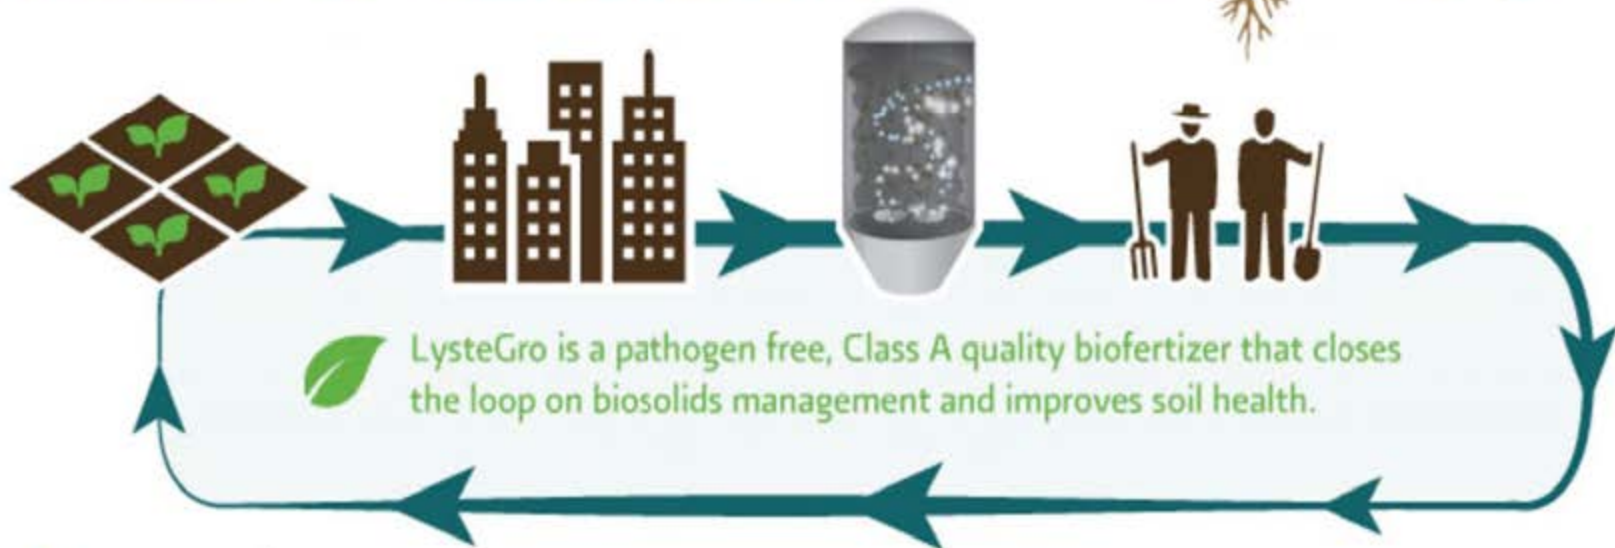 LysteGro is a pathogen free, Class A quality biofertizer that closes
the loop on biosolids management and improves soil health.